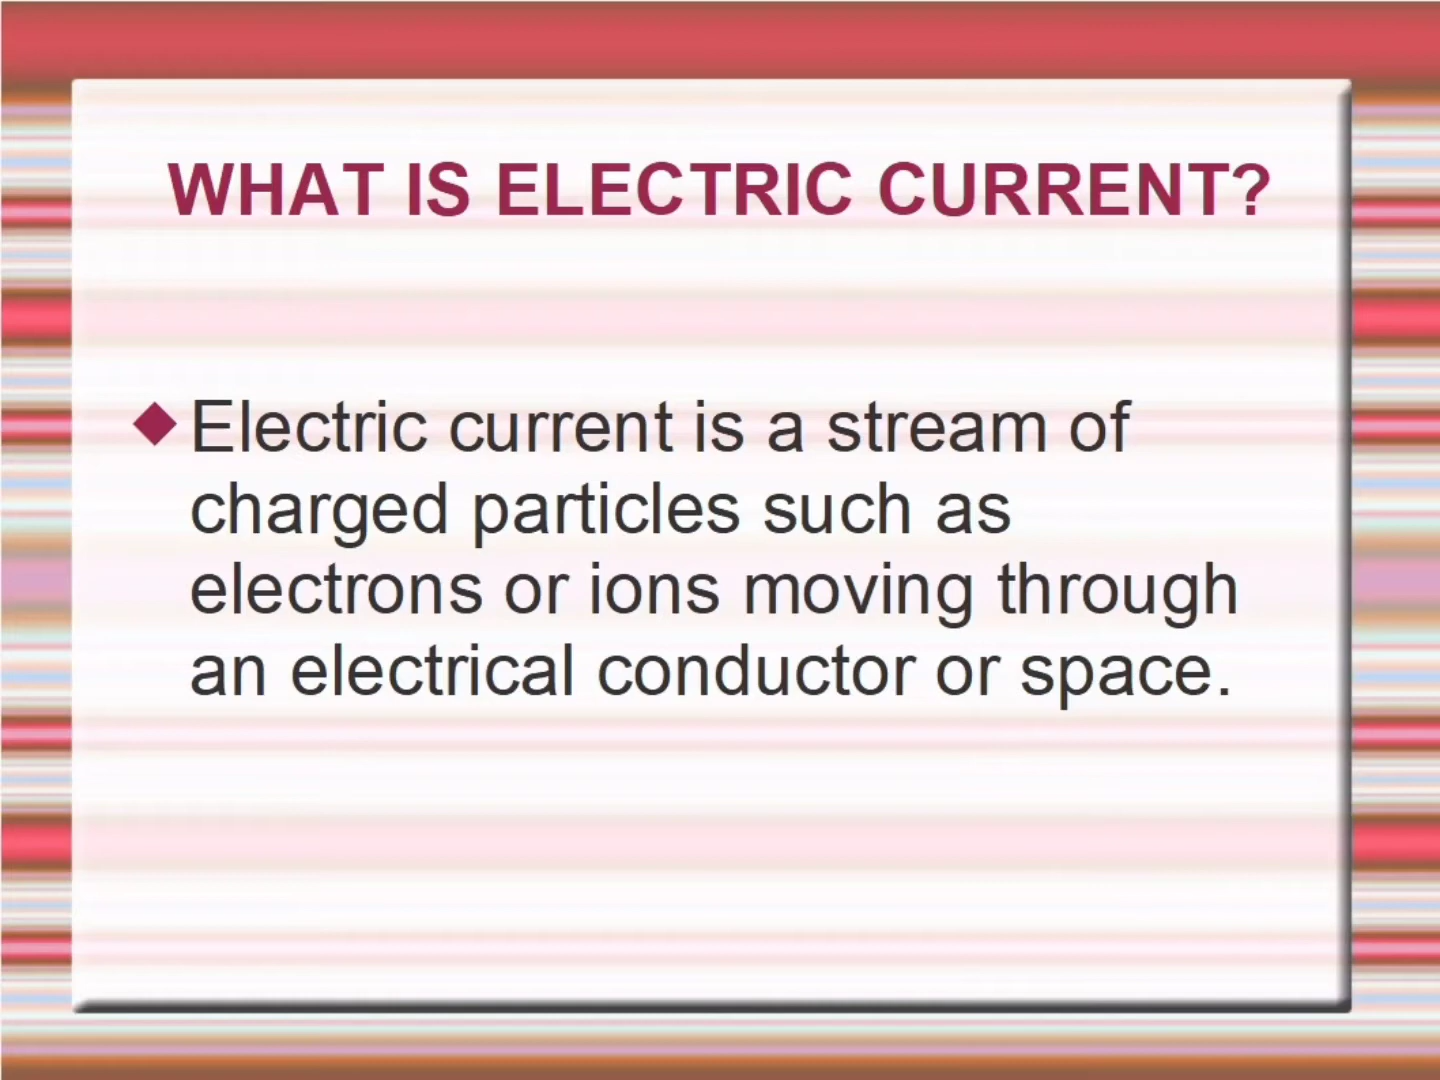 WHAT IS ELECTRIC CURRENT?
Electric current is a stream of
charged particles such as
electrons or ions moving through
an electrical conductor or space.